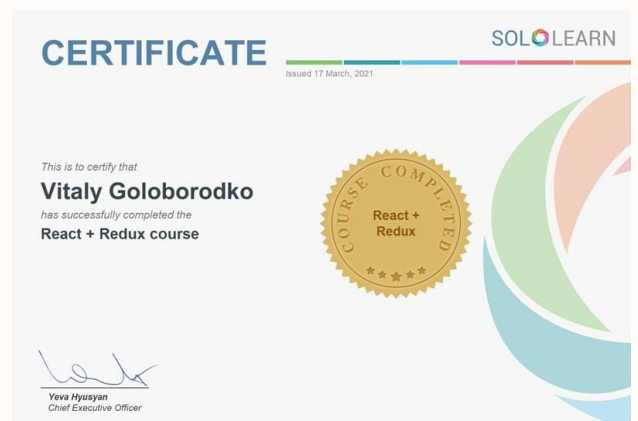 CERTIFICATE
SOLOLEARN
Issued 17 March, 2021
This is to certify that
Vitaly Goloborodko
has successfully completed the
React + Redux course
COURSE COMPLETED
React +
Redux
Yeva Hyusyan
Chief Executive Officer